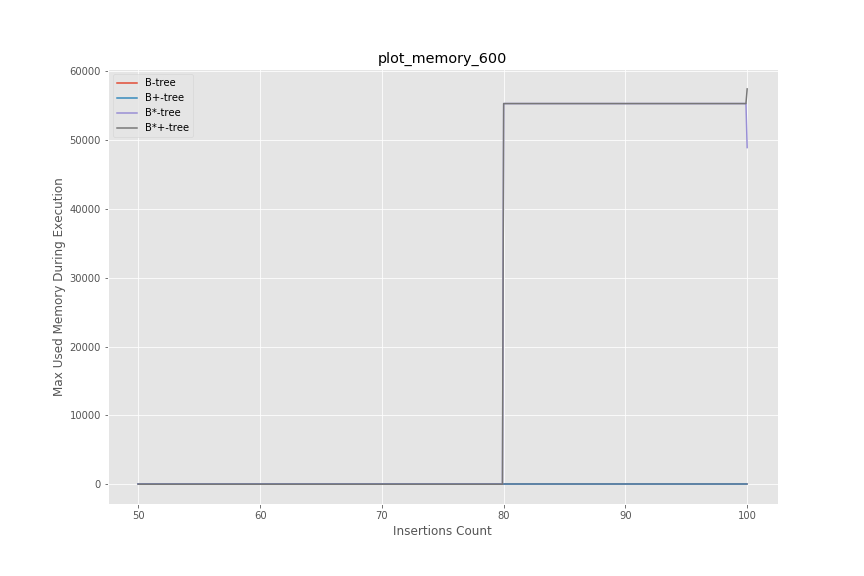 plot_memory_600
B-tree
B+-tree
B*-tree
B*+-tree
Max Used Memory During Execution
60000
50000
40000
30000
20000
10000
0
50 60 70 80 90 100
Insertions Count